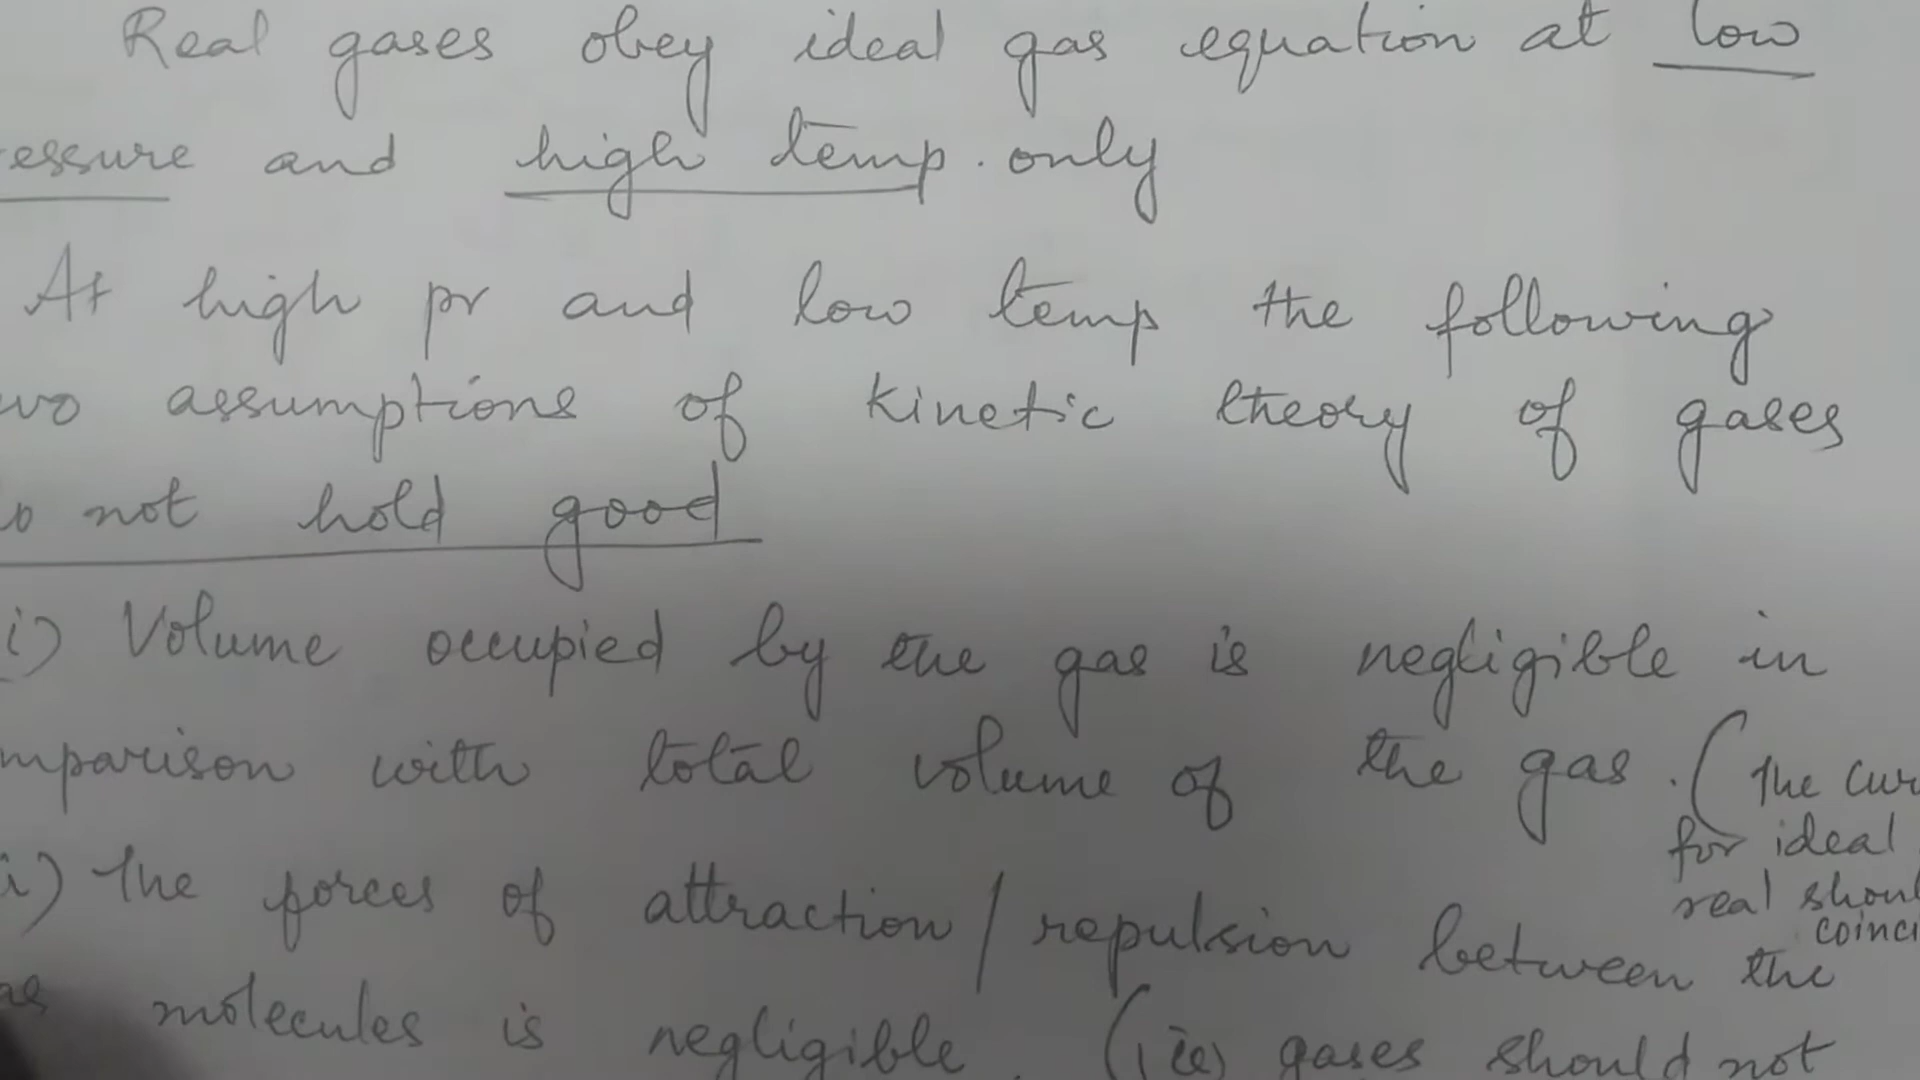 Real gases obey ideal gas equation at low
essure and high temp. only
At high pr and low temp the following
wo assumptions of kinetic theory of gases
o not hold good
i) Volume occupied by the gas is negligible in
mparison with total volume of the gas. (The cur
for ideal
real shoul
coinci
i) The forces of attraction / repulsion between the
as molecules is negligible. (ie) gases should not